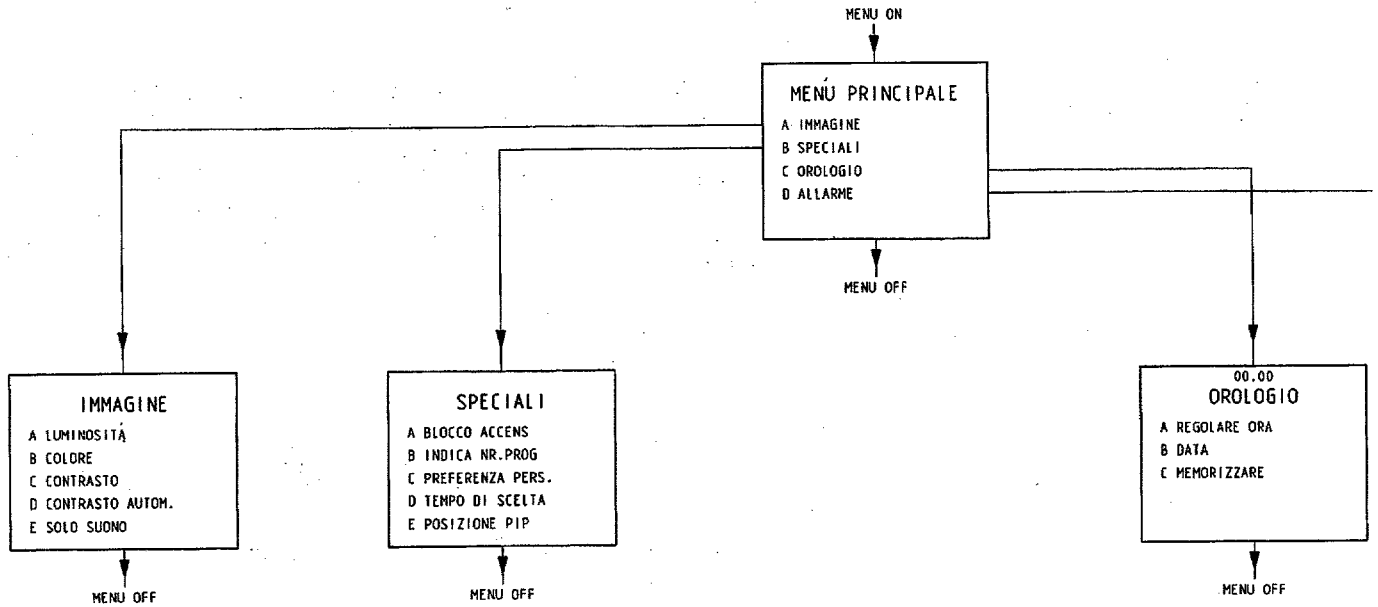 MENU ON
MENÚ PRINCIPALE
A IMMAGINE
B SPECIALI
C OROLOGIO
D ALLARME
MENU OFF
IMMAGINE
A LUMINOSITÁ
B COLORE
C CONTRASTO
D CONTRASTO AUTOM.
E SOLO SUONO
MENU OFF
SPECIALI
A BLOCCO ACCENS
B INDICA NR.PROG
C PREFERENZA PERS.
D TEMPO DI SCELTA
E POSIZIONE PIP
MENU OFF
00.00
OROLOGIO
A REGOLARE ORA
B DATA
C MEMORIZZARE
MENU OFF